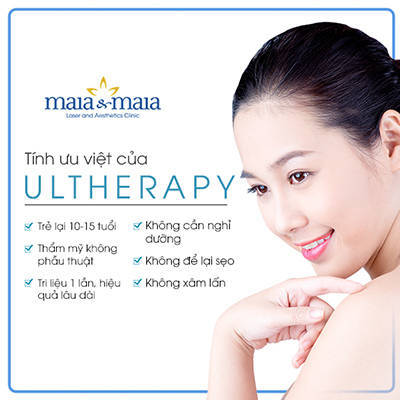 maia & maia
Laser and Aesthetics Clinic
Tính ưu việt của
ULTHERAPY
Trẻ lại 10-15 tuổi
Thẩm mỹ không
phẫu thuật
Trị liệu 1 lần, hiệu
quả lâu dài
Không cần nghỉ
dưỡng
Không để lại sẹo
Không xâm lấn